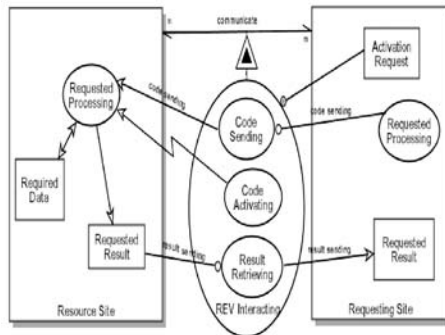 n
communicate
m
Requested
Processing
code sending
Code
Sending
Activation
Request
code sending
Requested
Processing
Required
Data
Code
Activating
Requested
Result
result sending
Result
Retrieving
result sending
Requested
Result
Resource Site
REV Interacting
Requesting Site